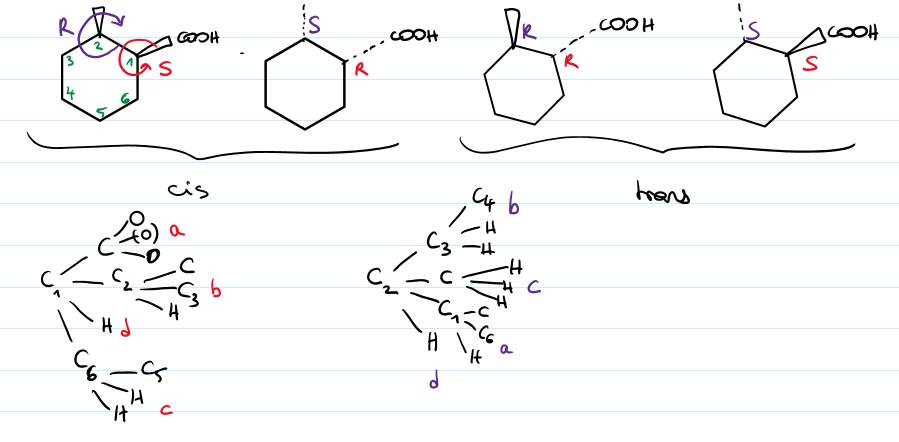 R COOH S COOH R COOH S COOH
2 1 S R R S
3
4 6
5
cis trans
O (O) O a C4 b
C H H
C3
C1 C2 C C3 b C2 C H H H c
H H d C1 C C6 a
H H
C6 C5 d
H H c